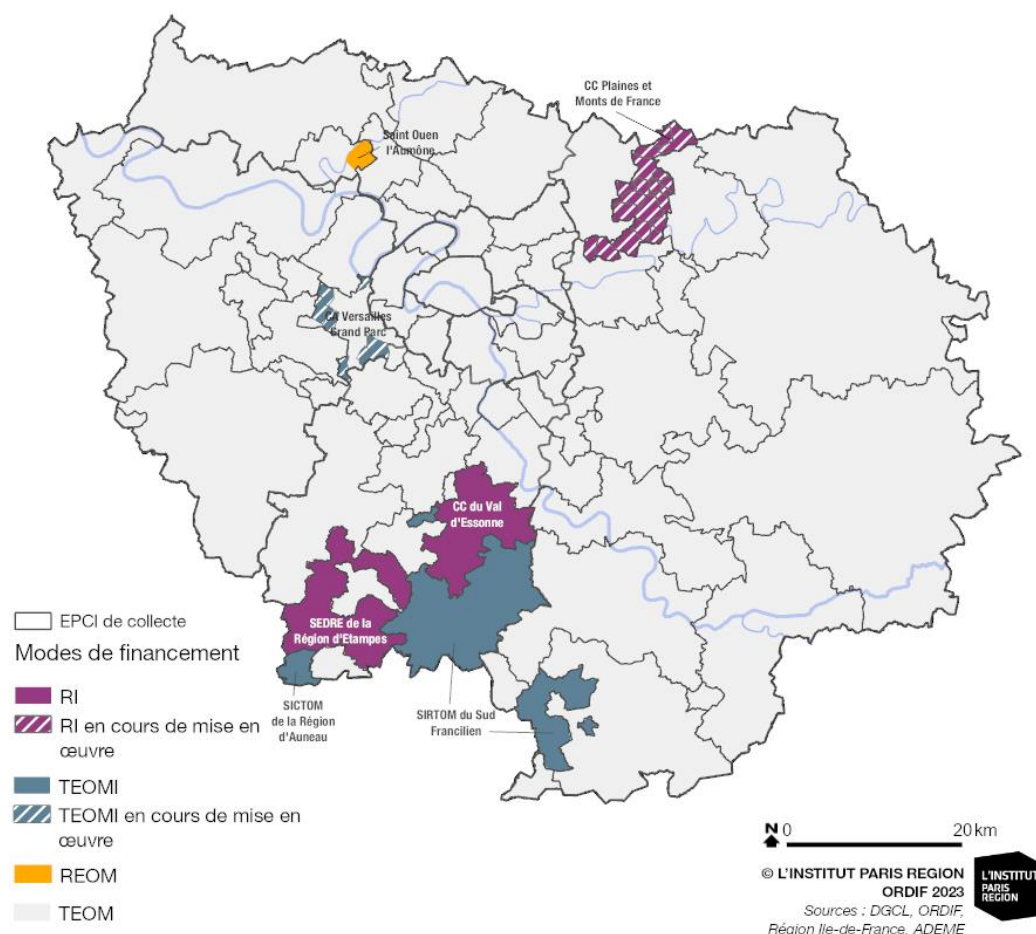 CC Plaines et
Monts de France
Saint Ouen
l'Aumône
CA Versailles
Grand Parc
CC du Val
d'Essonne
SEDRE de la
Région d'Etampes
SICTOM
de la Région
d'Auneau
SIRTOM du Sud
Francilien
EPCI de collecte
Modes de financement
RI
RI en cours de mise en
œuvre
TEOMI
TEOMI en cours de mise en
œuvre
REOM
TEOM
N 0 20 km
© L'INSTITUT PARIS REGION
ORDIF 2023
Sources : DGCL, ORDIF,
Région Ile-de-France, ADEME
L'INSTITUT
PARIS
REGION